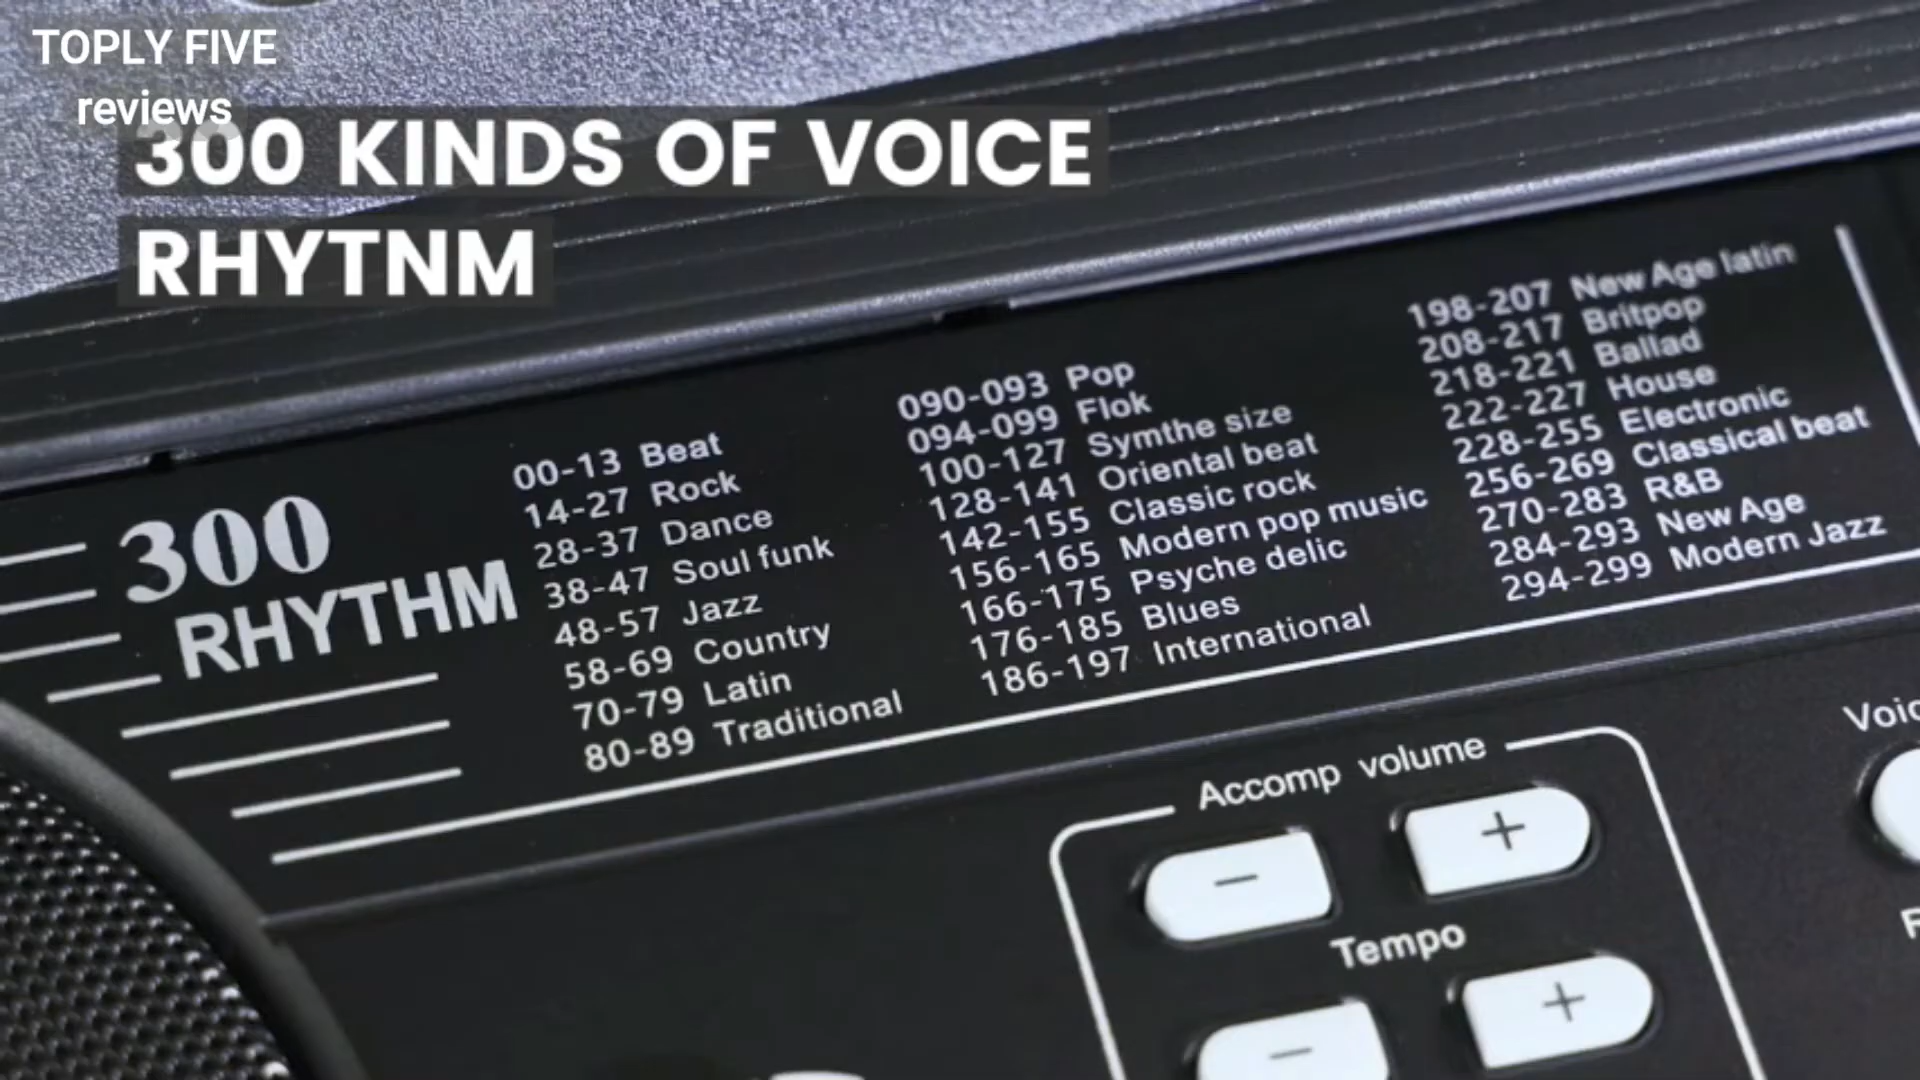 TOPLY FIVE
reviews
300 KINDS OF VOICE
RHYTNM
300
RHYTHM
00-13 Beat
14-27 Rock
28-37 Dance
38-47 Soul funk
48-57 Jazz
58-69 Country
70-79 Latin
80-89 Traditional
090-093 Pop
094-099 Flok
100-127 Symthe size
128-141 Oriental beat
142-155 Classic rock
156-165 Modern pop music
166-175 Psyche delic
176-185 Blues
186-197 International
198-207 New Age latin
208-217 Britpop
218-221 Ballad
222-227 House
228-255 Electronic
256-269 Classical beat
270-283 R&B
284-293 New Age
294-299 Modern Jazz
Accomp volume
- +
Tempo
- +